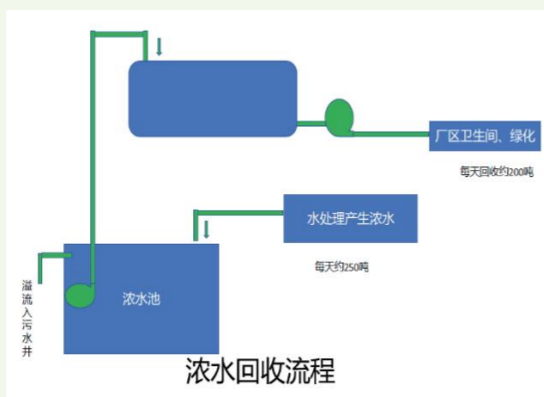 厂区卫生间、绿化
每天回收约200吨
水处理产生浓水
每天约250吨
溢流入污水井
浓水池
浓水回收流程